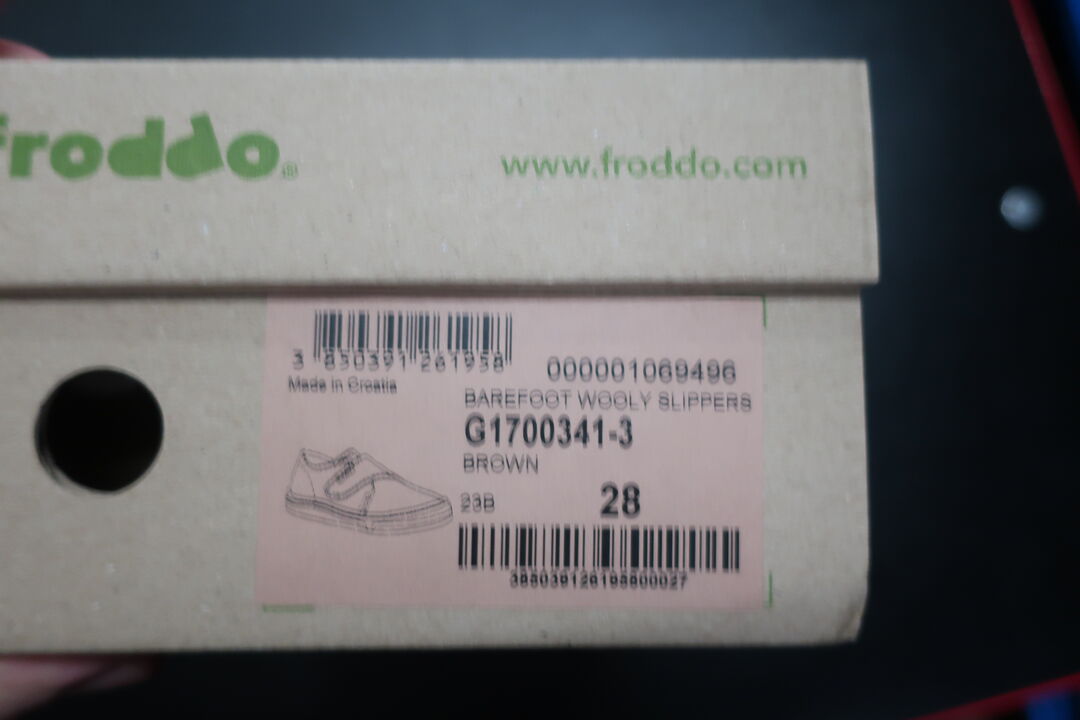 froddo®
www.froddo.com
3 850391 261958
000001069496
Made in Croatia
BAREFOOT WOOLY SLIPPERS
G1700341-3
BROWN
23B
28